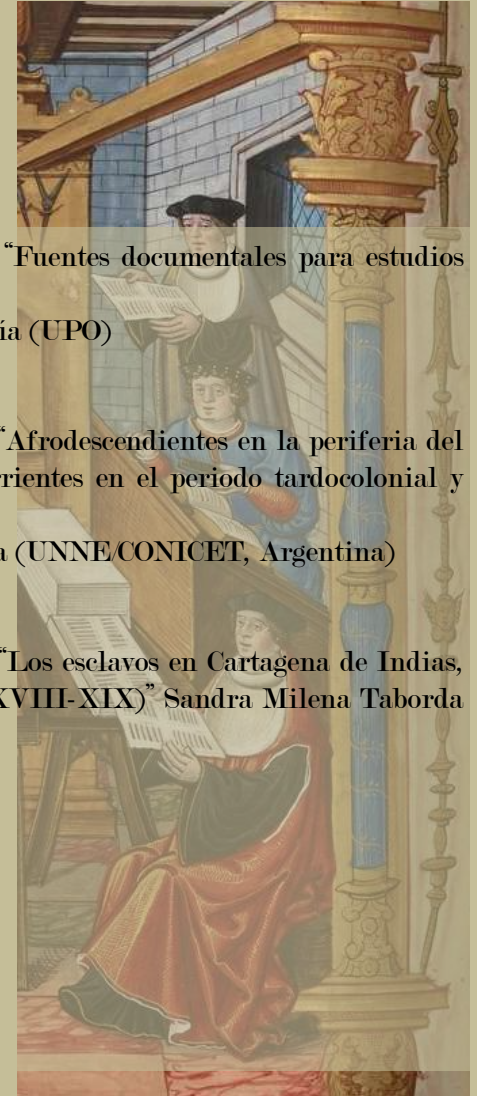 “Fuentes documentales para estudios
ía (UPO)
“Afrodescendientes en la periferia del
rrientes en el periodo tardocolonial y
a (UNNE/CONICET, Argentina)
“Los esclavos en Cartagena de Indias,
XVIII-XIX)” Sandra Milena Taborda